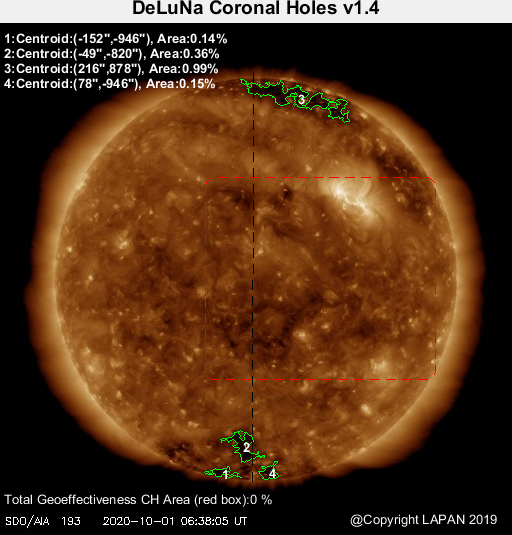 DeLuNa Coronal Holes v1.4
1:Centroid:(-152",-946"), Area:0.14%
2:Centroid:(-49",-820"), Area:0.36%
3:Centroid:(216",878"), Area:0.99%
4:Centroid:(78",-946"), Area:0.15%
3
2
1
4
Total Geoeffectiveness CH Area (red box):0 %
SDO/AIA 193 2020-10-01 06:38:05 UT
@Copyright LAPAN 2019